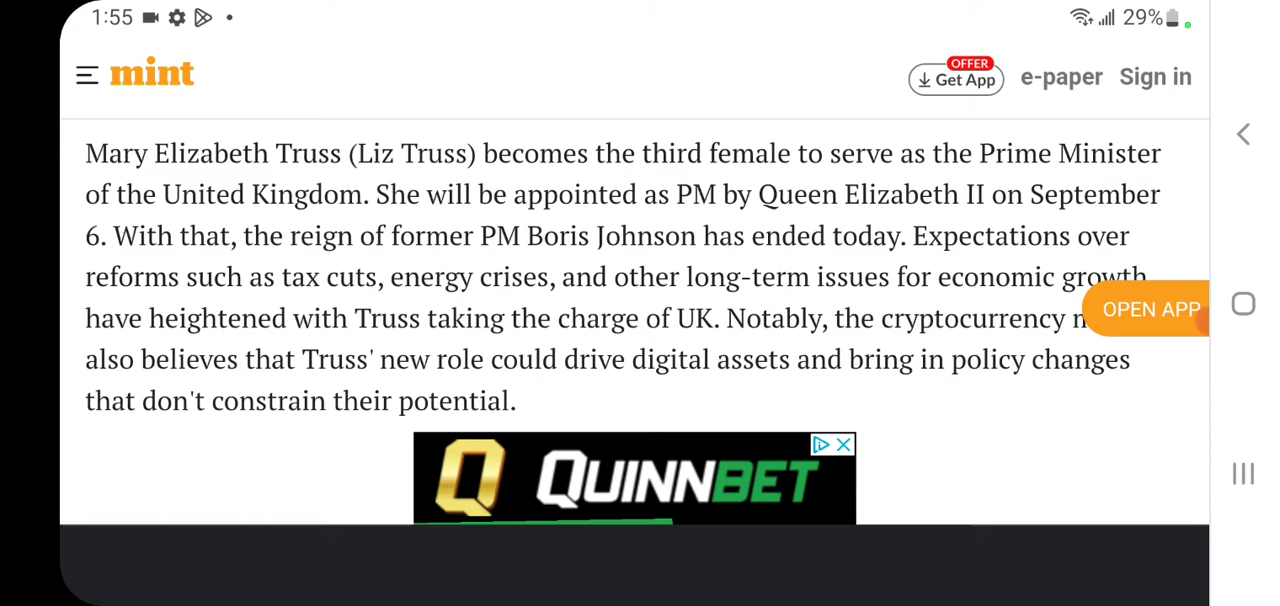 1:55 29%
mint OFFER Get App e-paper Sign in
Mary Elizabeth Truss (Liz Truss) becomes the third female to serve as the Prime Minister
of the United Kingdom. She will be appointed as PM by Queen Elizabeth II on September
6. With that, the reign of former PM Boris Johnson has ended today. Expectations over
reforms such as tax cuts, energy crises, and other long-term issues for economic growth
OPEN APP
have heightened with Truss taking the charge of UK. Notably, the cryptocurrency
also believes that Truss' new role could drive digital assets and bring in policy changes
that don't constrain their potential.
Q QUINNBET